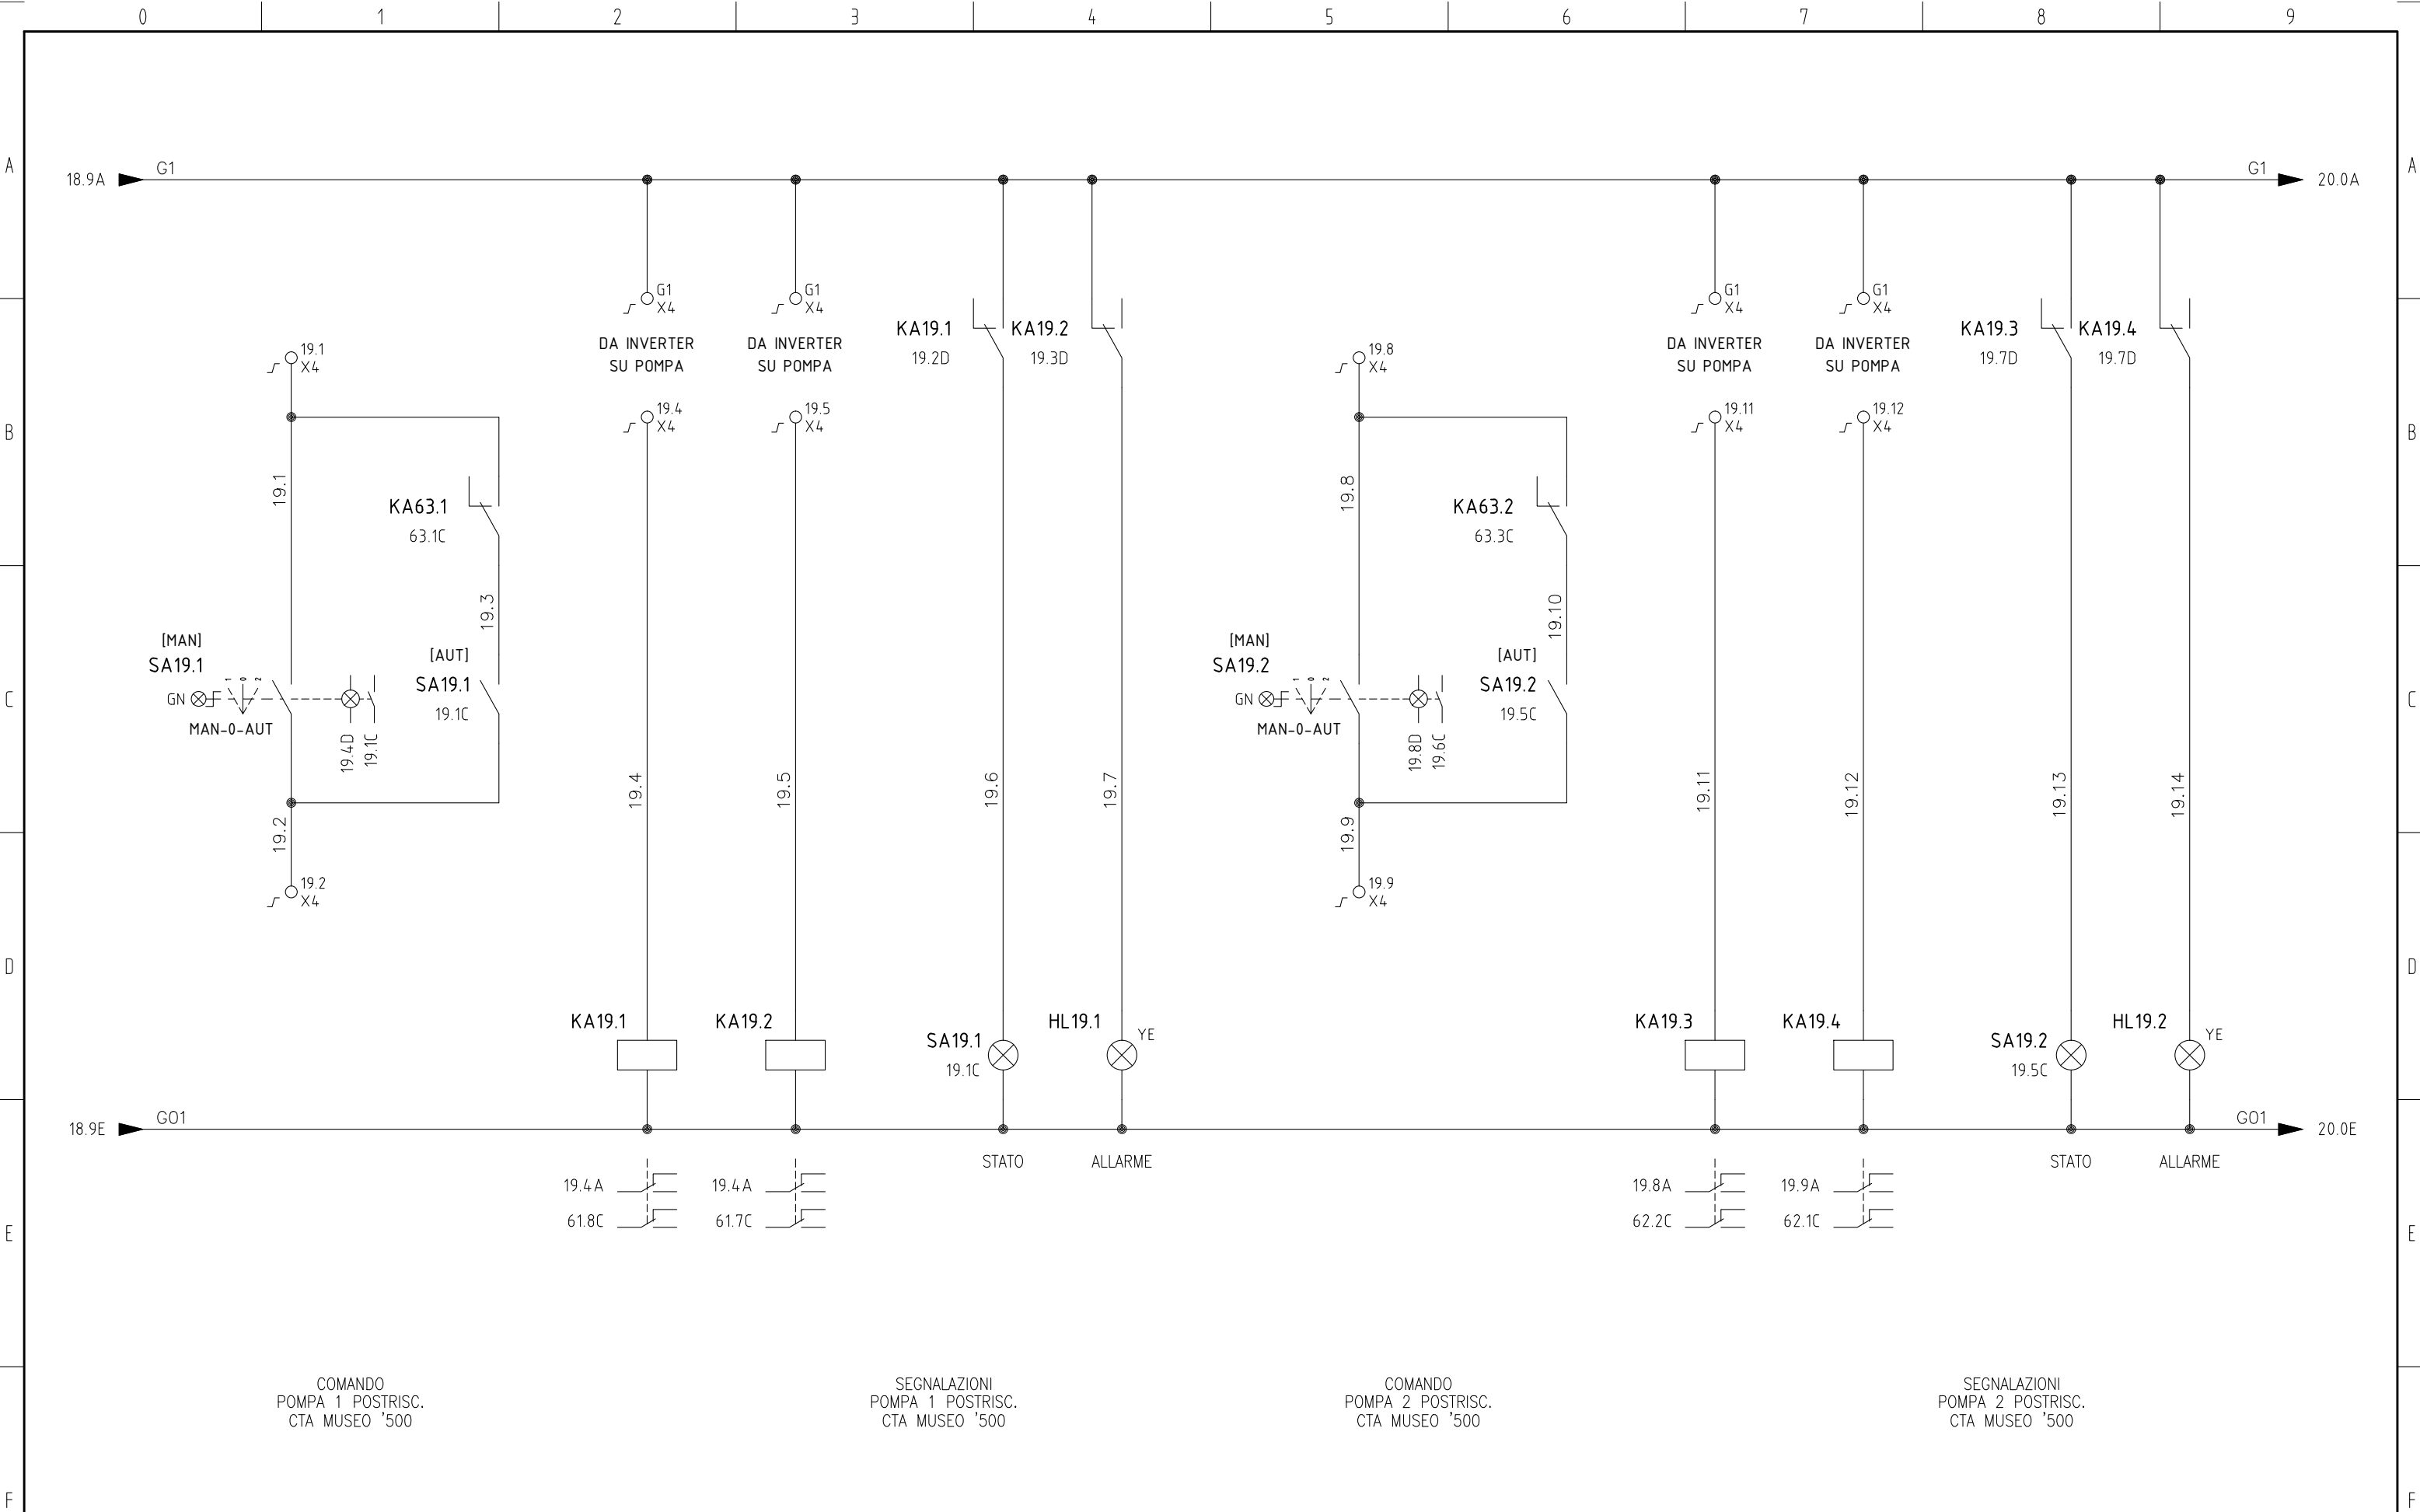 0 1 2 3 4 5 6 7 8 9
A
18.9A
G1
G1
20.0A
A
G1
X4
G1
X4
G1
X4
G1
X4
DA INVERTER
SU POMPA
DA INVERTER
SU POMPA
KA19.1
19.2D
KA19.2
19.3D
DA INVERTER
SU POMPA
DA INVERTER
SU POMPA
KA19.3
19.7D
KA19.4
19.7D
19.1
X4
19.8
X4
B
19.4
X4
19.5
X4
19.11
X4
19.12
X4
B
19.1
KA63.1
63.1C
19.8
KA63.2
63.3C
19.3
19.10
[MAN]
SA19.1
GN
1 0 2
MAN-0-AUT
19.4D
19.1C
[AUT]
SA19.1
19.1C
[MAN]
SA19.2
GN
1 0 2
MAN-0-AUT
19.8D
19.6C
[AUT]
SA19.2
19.5C
C
C
19.4
19.5
19.6
19.7
19.11
19.12
19.13
19.14
19.2
19.9
19.2
X4
19.9
X4
D
D
KA19.1
KA19.2
SA19.1
19.1C
HL19.1
YE
KA19.3
KA19.4
SA19.2
19.5C
HL19.2
YE
18.9E
GO1
GO1
20.0E
STATO
ALLARME
STATO
ALLARME
19.4A
61.8C
19.4A
61.7C
19.8A
62.2C
19.9A
62.1C
E
E
COMANDO
POMPA 1 POSTRISC.
CTA MUSEO '500
SEGNALAZIONI
POMPA 1 POSTRISC.
CTA MUSEO '500
COMANDO
POMPA 2 POSTRISC.
CTA MUSEO '500
SEGNALAZIONI
POMPA 2 POSTRISC.
CTA MUSEO '500
F
F